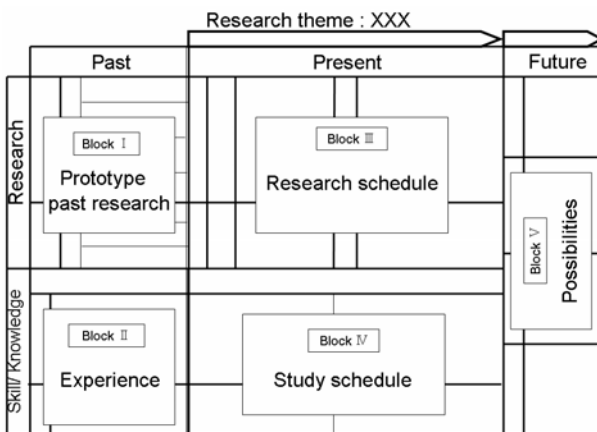 Research theme : XXX
Past
Present
Future
Research
Block Ⅰ
Prototype
past research
Block Ⅲ
Research schedule
Block Ⅴ
Possibilities
Skill/ Knowledge
Block Ⅱ
Experience
Block Ⅳ
Study schedule